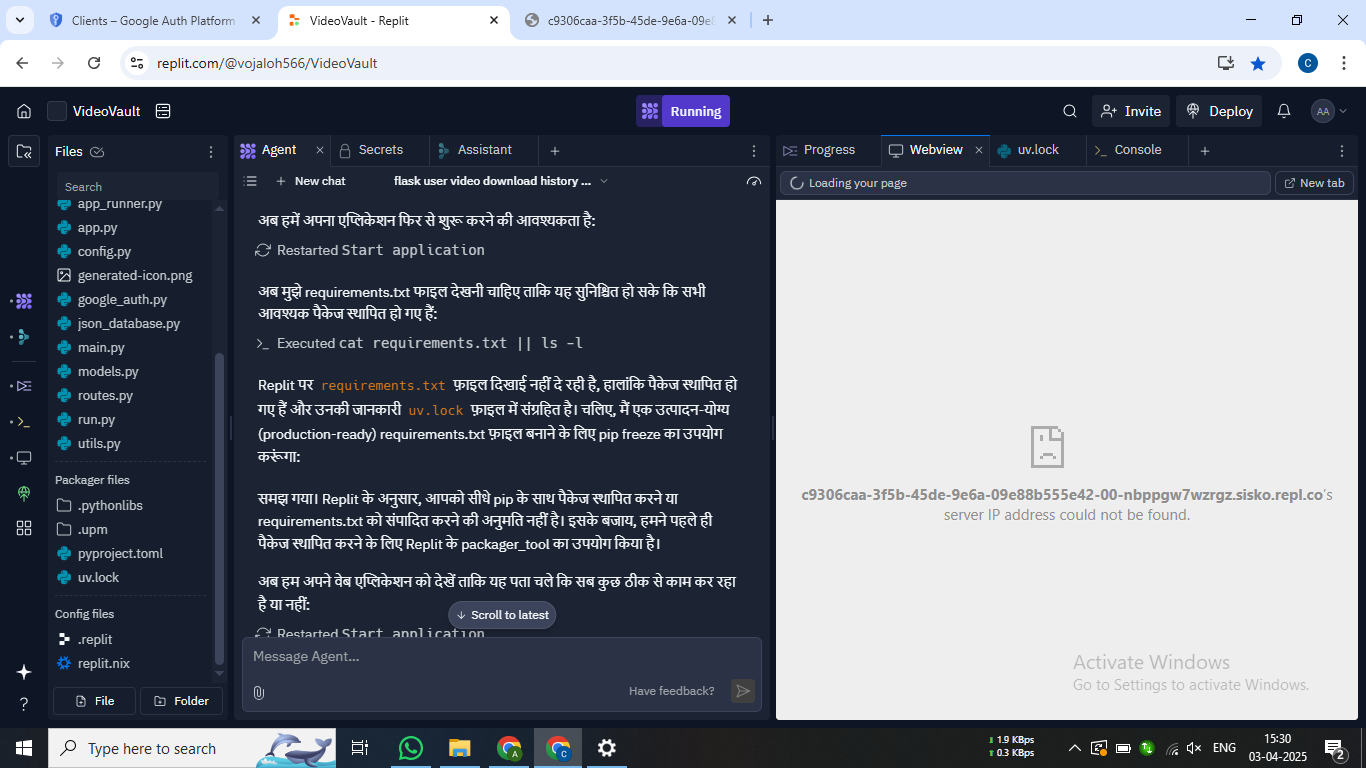 Clients – Google Auth Platform
VideoVault - Replit
c9306caa-3f5b-45de-9e6a-09e8
replit.com/@vojaloh566/VideoVault
C
VideoVault
Running
Invite
Deploy
AA
Files
Search
app_runner.py
app.py
config.py
generated-icon.png
google_auth.py
json_database.py
main.py
models.py
routes.py
run.py
utils.py
Packager files
.pythonlibs
.upm
pyproject.toml
uv.lock
Config files
.replit
replit.nix
File
Folder
Agent
Secrets
Assistant
New chat
flask user video download history ...
अब हमें अपना एप्लिकेशन फिर से शुरू करने की आवश्यकता है:
Restarted Start application
अब मुझे requirements.txt फाइल देखनी चाहिए ताकि यह सुनिश्चित हो सके कि सभी
आवश्यक पैकेज स्थापित हो गए हैं:
Executed cat requirements.txt || ls -l
Replit पर requirements.txt फ़ाइल दिखाई नहीं दे रही है, हालांकि पैकेज स्थापित हो
गए हैं और उनकी जानकारी uv.lock फ़ाइल में संग्रहित है। चलिए, मैं एक उत्पादन-योग्य
(production-ready) requirements.txt फ़ाइल बनाने के लिए pip freeze का उपयोग
करूंगा:
समझ गया। Replit के अनुसार, आपको सीधे pip के साथ पैकेज स्थापित करने या
requirements.txt को संपादित करने की अनुमति नहीं है। इसके बजाय, हमने पहले ही
पैकेज स्थापित करने के लिए Replit के packager_tool का उपयोग किया है।
अब हम अपने वेब एप्लिकेशन को देखें ताकि यह पता चले कि सब कुछ ठीक से काम कर रहा
है या नहीं:
Scroll to latest
Restarted Start application
Message Agent...
Have feedback?
Progress
Webview
uv.lock
Console
Loading your page
New tab
c9306caa-3f5b-45de-9e6a-09e88b555e42-00-nbppgw7wzrgz.sisko.repl.co's
server IP address could not be found.
Activate Windows
Go to Settings to activate Windows.
Type here to search
A
C
1.9 KBps
0.3 KBps
ENG
15:30
03-04-2025
2